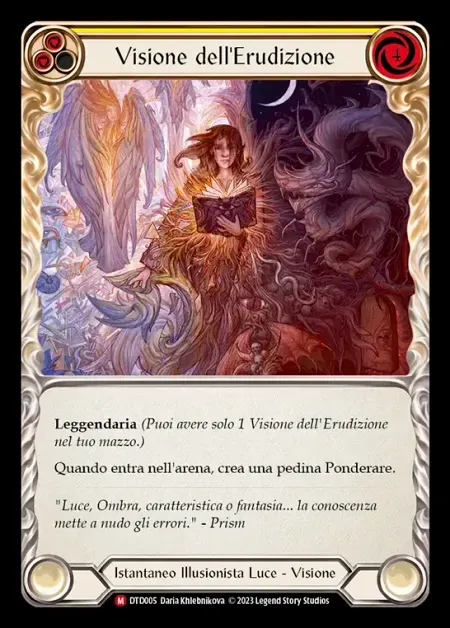 Visione dell'Erudizione
Leggendaria (Puoi avere solo 1 Visione dell'Erudizione
nel tuo mazzo.)
Quando entra nell'arena, crea una pedina Ponderare.
"Luce, Ombra, caratteristica o fantasia... la conoscenza
mette a nudo gli errori." - Prism
Istantaneo Illusionista Luce - Visione
M DTD005 Daria Khlebnikova © 2023 Legend Story Studios